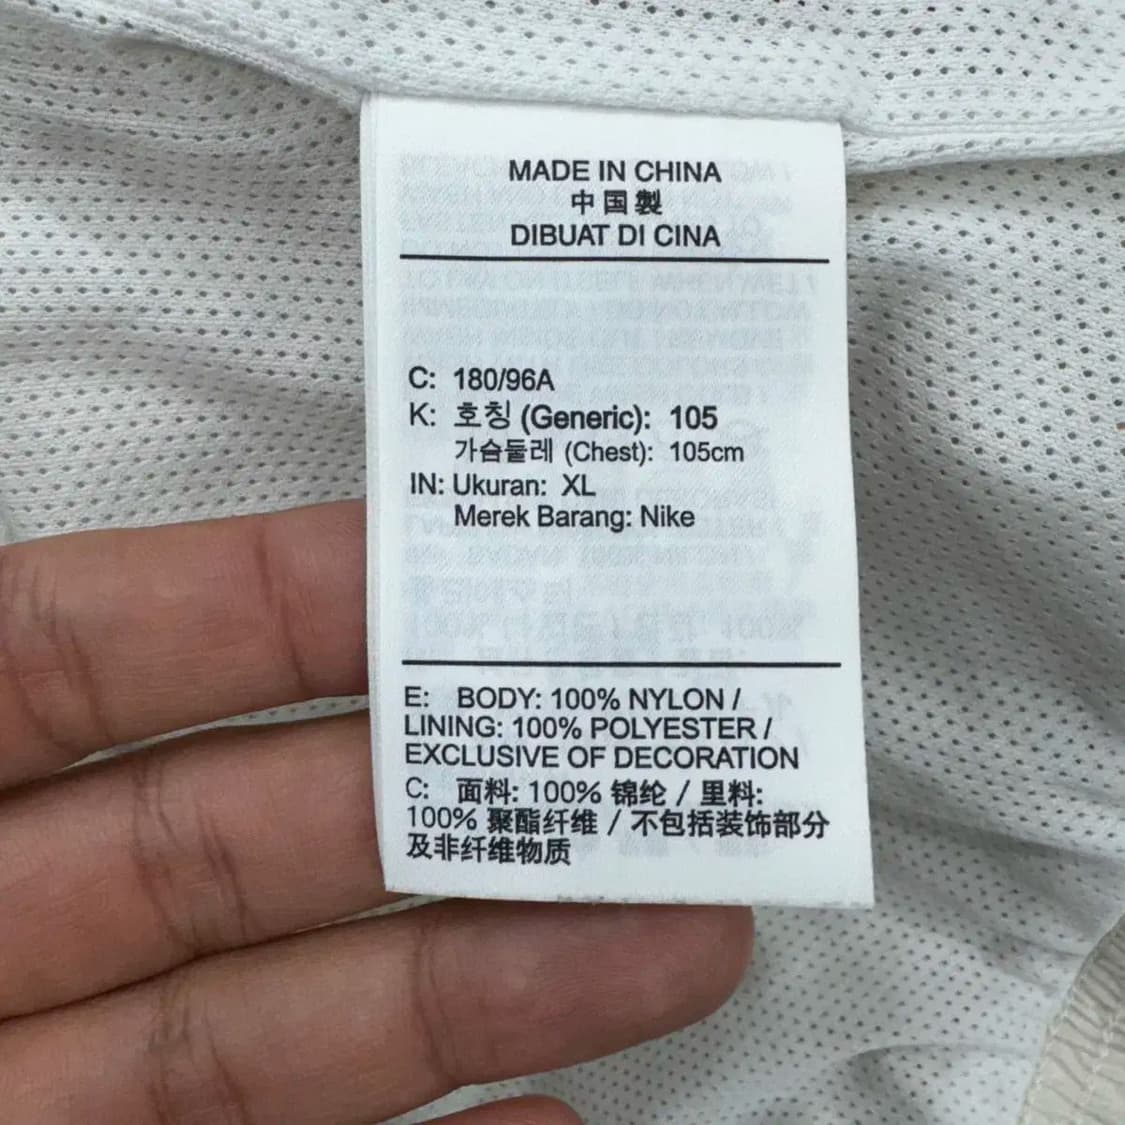 MADE IN CHINA
中国製
DIBUAT DI CINA
C: 180/96A
K: 호칭 (Generic): 105
가슴둘레 (Chest): 105cm
IN: Ukuran: XL
Merek Barang: Nike
E: BODY: 100% NYLON /
LINING: 100% POLYESTER /
EXCLUSIVE OF DECORATION
C: 面料: 100% 锦纶 / 里料:
100% 聚酯纤维 / 不包括装饰部分
及非纤维物质